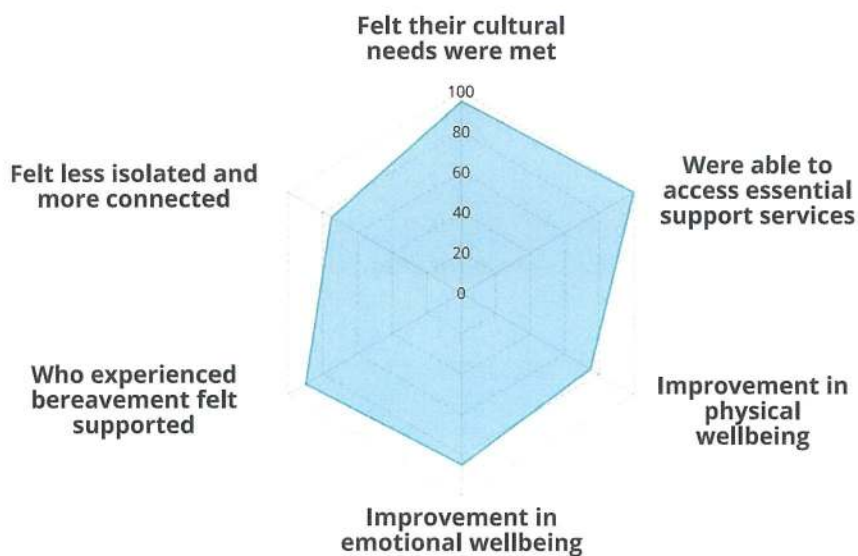 Felt their cultural
needs were met
100
80
60
40
20
0
Were able to
access essential
support services
Improvement in
physical
wellbeing
Improvement in
emotional wellbeing
Who experienced
bereavement felt
supported
Felt less isolated and
more connected